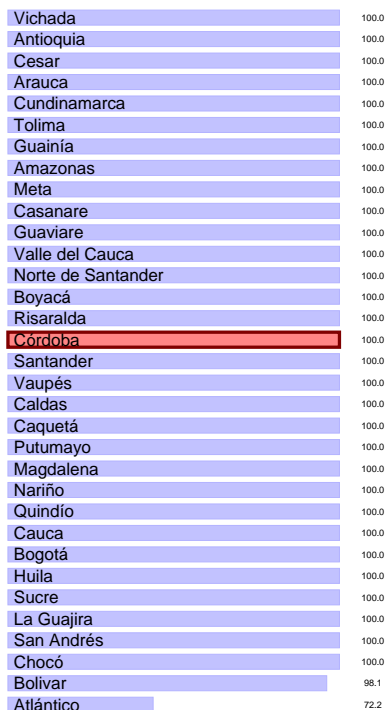 Vichada 100.0
Antioquia 100.0
Cesar 100.0
Arauca 100.0
Cundinamarca 100.0
Tolima 100.0
Guainía 100.0
Amazonas 100.0
Meta 100.0
Casanare 100.0
Guaviare 100.0
Valle del Cauca 100.0
Norte de Santander 100.0
Boyacá 100.0
Risaralda 100.0
Córdoba 100.0
Santander 100.0
Vaupés 100.0
Caldas 100.0
Caquetá 100.0
Putumayo 100.0
Magdalena 100.0
Nariño 100.0
Quindío 100.0
Cauca 100.0
Bogotá 100.0
Huila 100.0
Sucre 100.0
La Guajira 100.0
San Andrés 100.0
Chocó 100.0
Bolivar 98.1
Atlántico 72.2